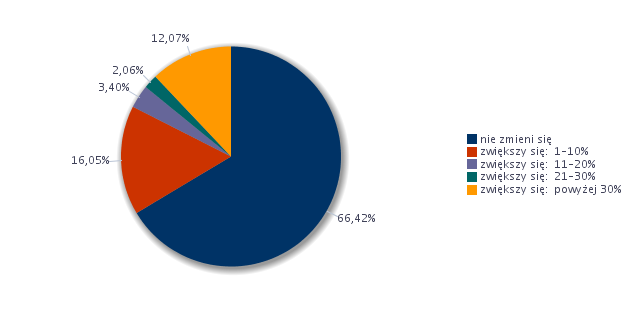 12,07%
2,06%
3,40%
16,05%
66,42%
nie zmieni się
zwiększy się: 1-10%
zwiększy się: 11-20%
zwiększy się: 21-30%
zwiększy się: powyżej 30%